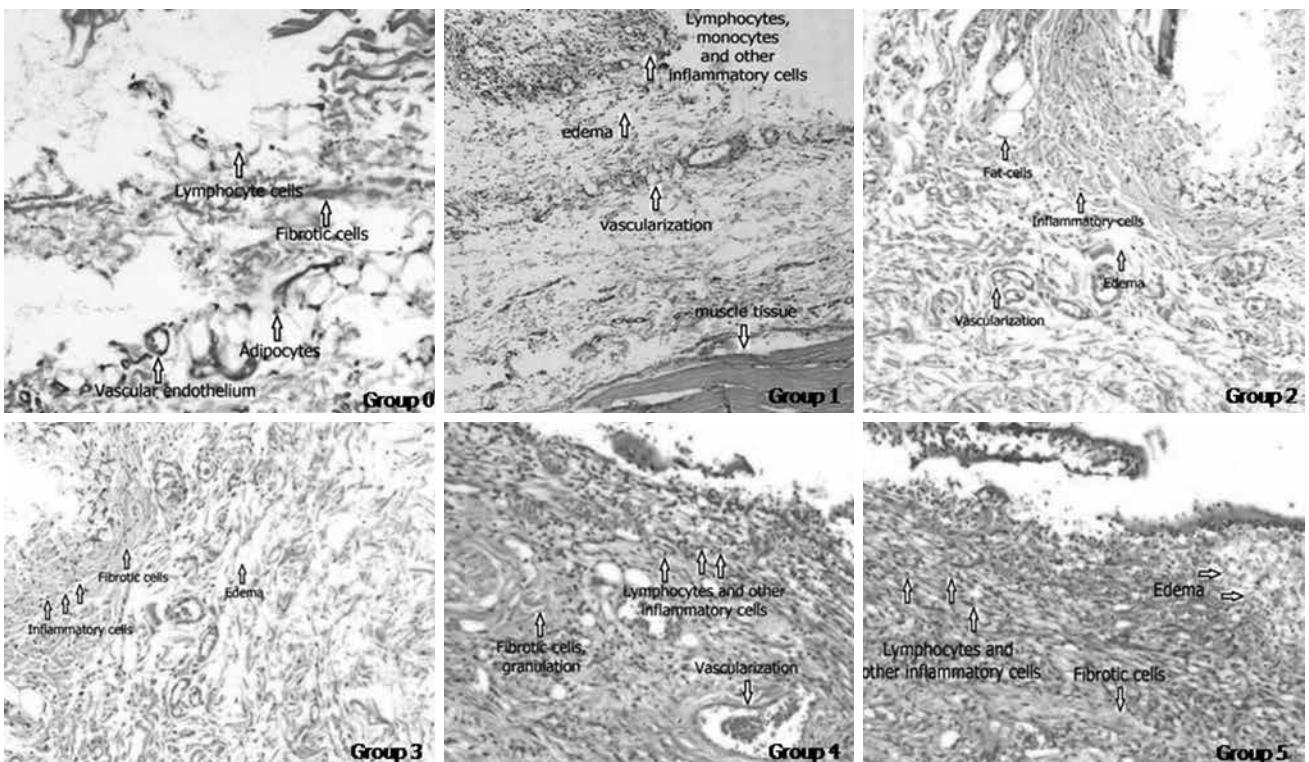 Lymphocyte cells
Fibrotic cells
Adipocytes
Vascular endothelium
Group 0
Lymphocytes,
monocytes
and other
inflammatory cells
edema
vascularization
muscle tissue
Group 1
Fat cells
Inflammatory cells
Edema
Vascularization
Group 2
Fibrotic cells
Edema
Inflammatory cells
Group 3
Lymphocytes and other
inflammatory cells
Fibrotic cells,
granulation
Vascularization
Group 4
Edema
Lymphocytes and
other inflammatory cells
Fibrotic cells
Group 5